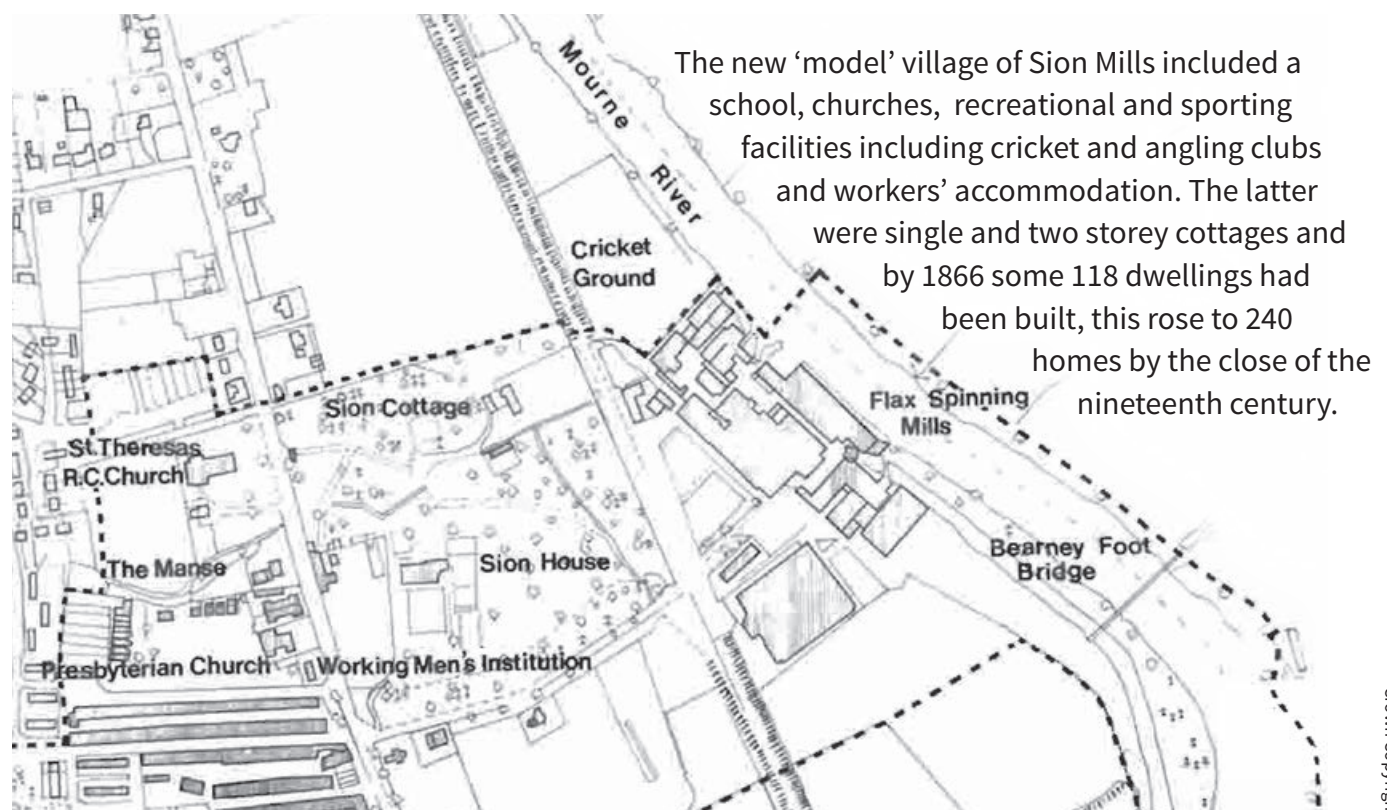 The new ‘model’ village of Sion Mills included a
school, churches, recreational and sporting
facilities including cricket and angling clubs
and workers’ accommodation. The latter
were single and two storey cottages and
by 1866 some 118 dwellings had
been built, this rose to 240
homes by the close of the
nineteenth century.
Mourne
River
Cricket
Ground
Flax Spinning
Mills
Sion Cottage
St. Theresas
R.C. Church
Bearney Foot
Bridge
The Manse
Sion House
Presbyterian Church
Working Men's Institution